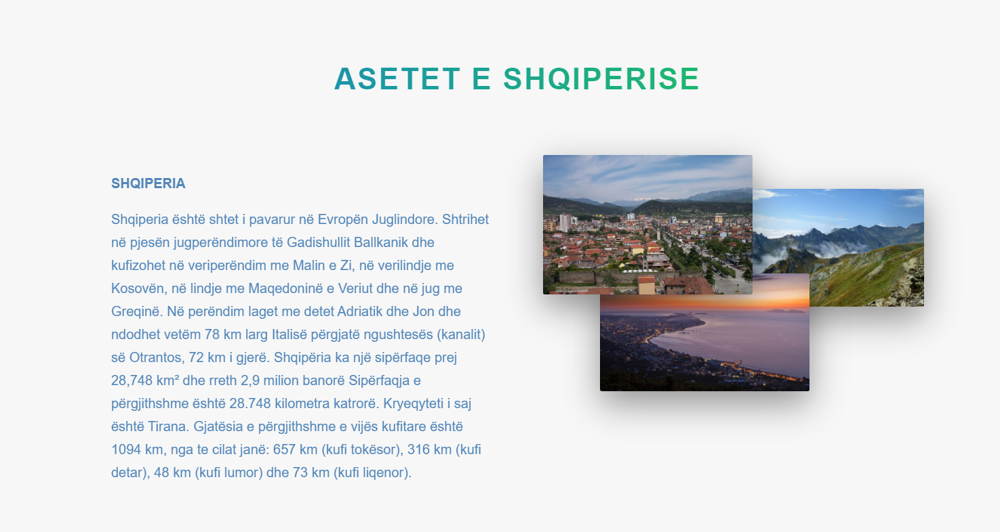 ASETET E SHQIPERISE
SHQIPERIA
Shqiperia është shtet i pavarur në Evropën Juglindore. Shtrihet
në pjesën jugperëndimore të Gadishullit Ballkanik dhe
kufizohet në veriperëndim me Malin e Zi, në verilindje me
Kosovën, në lindje me Maqedoninë e Veriut dhe në jug me
Greqinë. Në perëndim laget me detet Adriatik dhe Jon dhe
ndodhet vetëm 78 km larg Italisë përgjatë ngushtesës (kanalit)
së Otrantos, 72 km i gjerë. Shqipëria ka një sipërfaqe prej
28,748 km² dhe rreth 2,9 milion banorë Sipërfaqja e
përgjithshme është 28.748 kilometra katrorë. Kryeqyteti i saj
është Tirana. Gjatësia e përgjithshme e vijës kufitare është
1094 km, nga te cilat janë: 657 km (kufi tokësor), 316 km (kufi
detar), 48 km (kufi lumor) dhe 73 km (kufi liqenor).